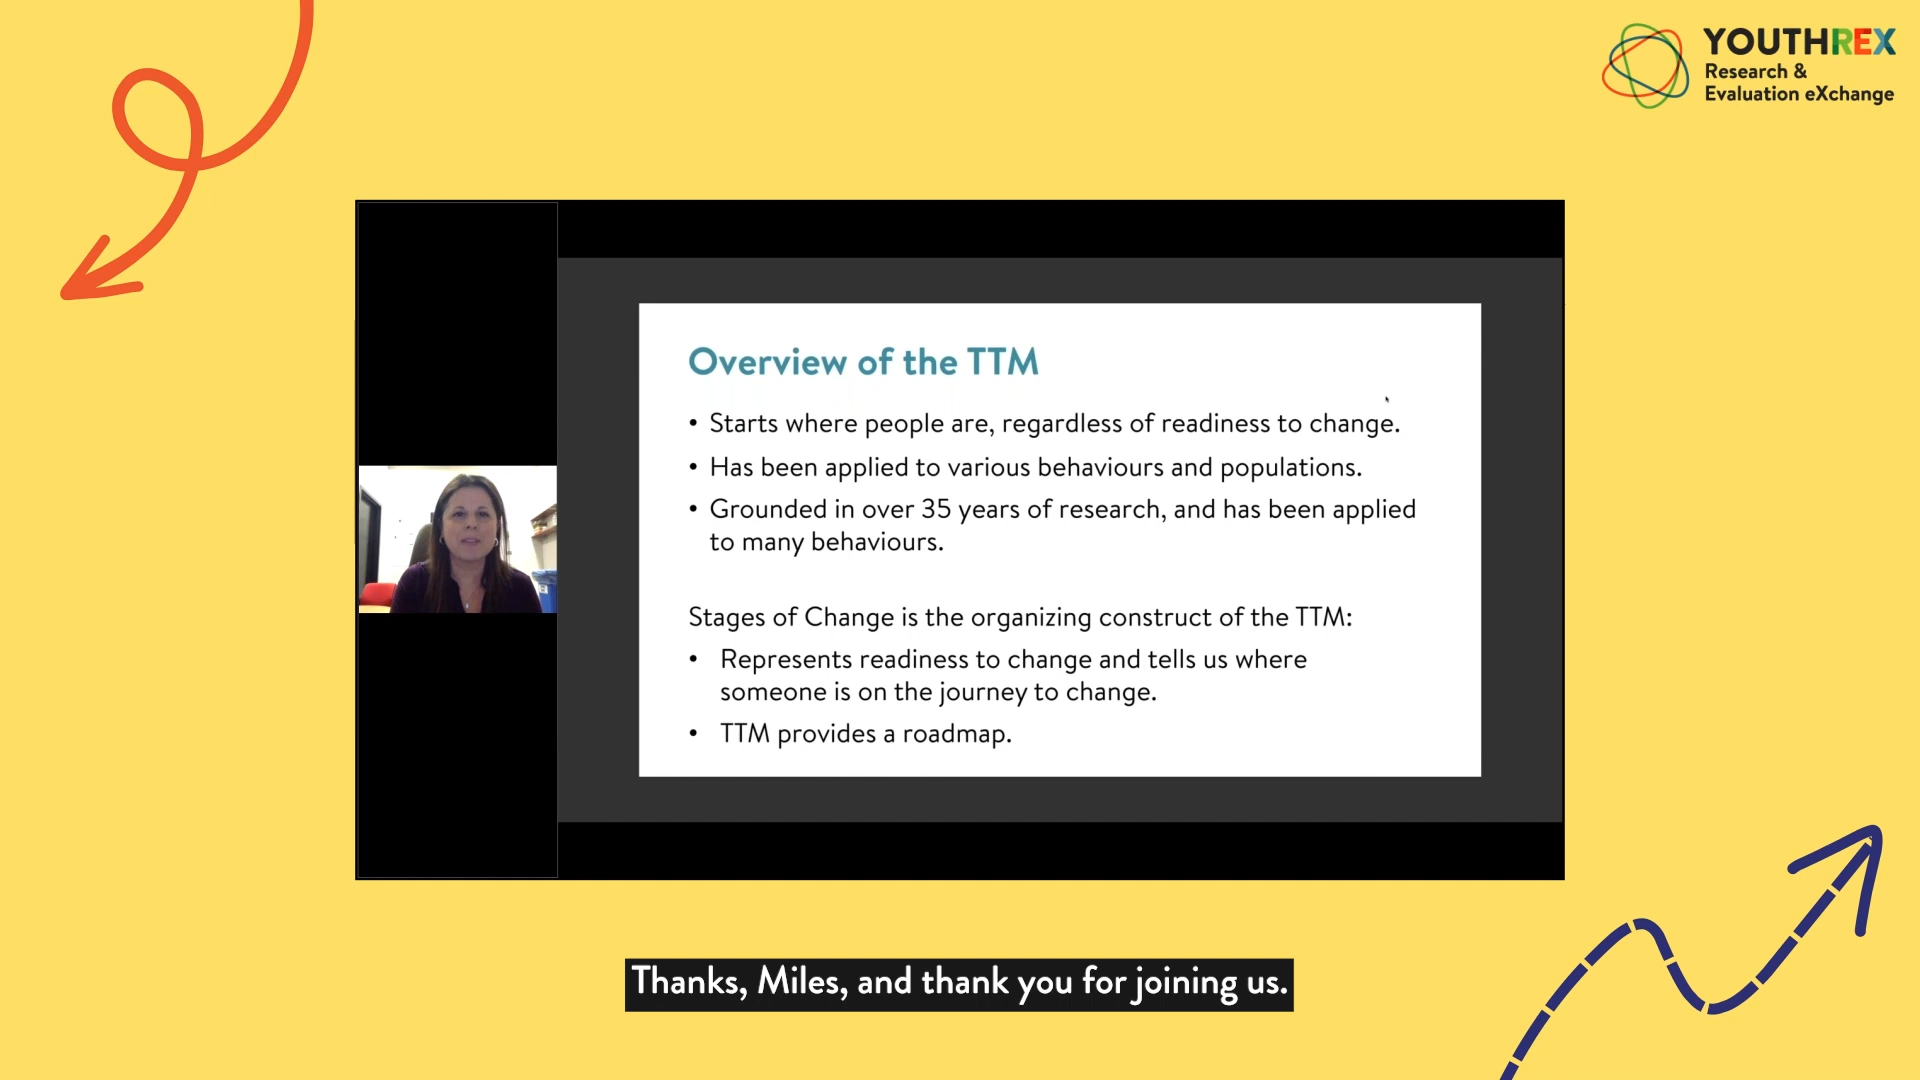 YOUTHREX
Research &
Evaluation eXchange
Overview of the TTM
• Starts where people are, regardless of readiness to change.
• Has been applied to various behaviours and populations.
• Grounded in over 35 years of research, and has been applied
to many behaviours.
Stages of Change is the organizing construct of the TTM:
• Represents readiness to change and tells us where
someone is on the journey to change.
• TTM provides a roadmap.
Thanks, Miles, and thank you for joining us.